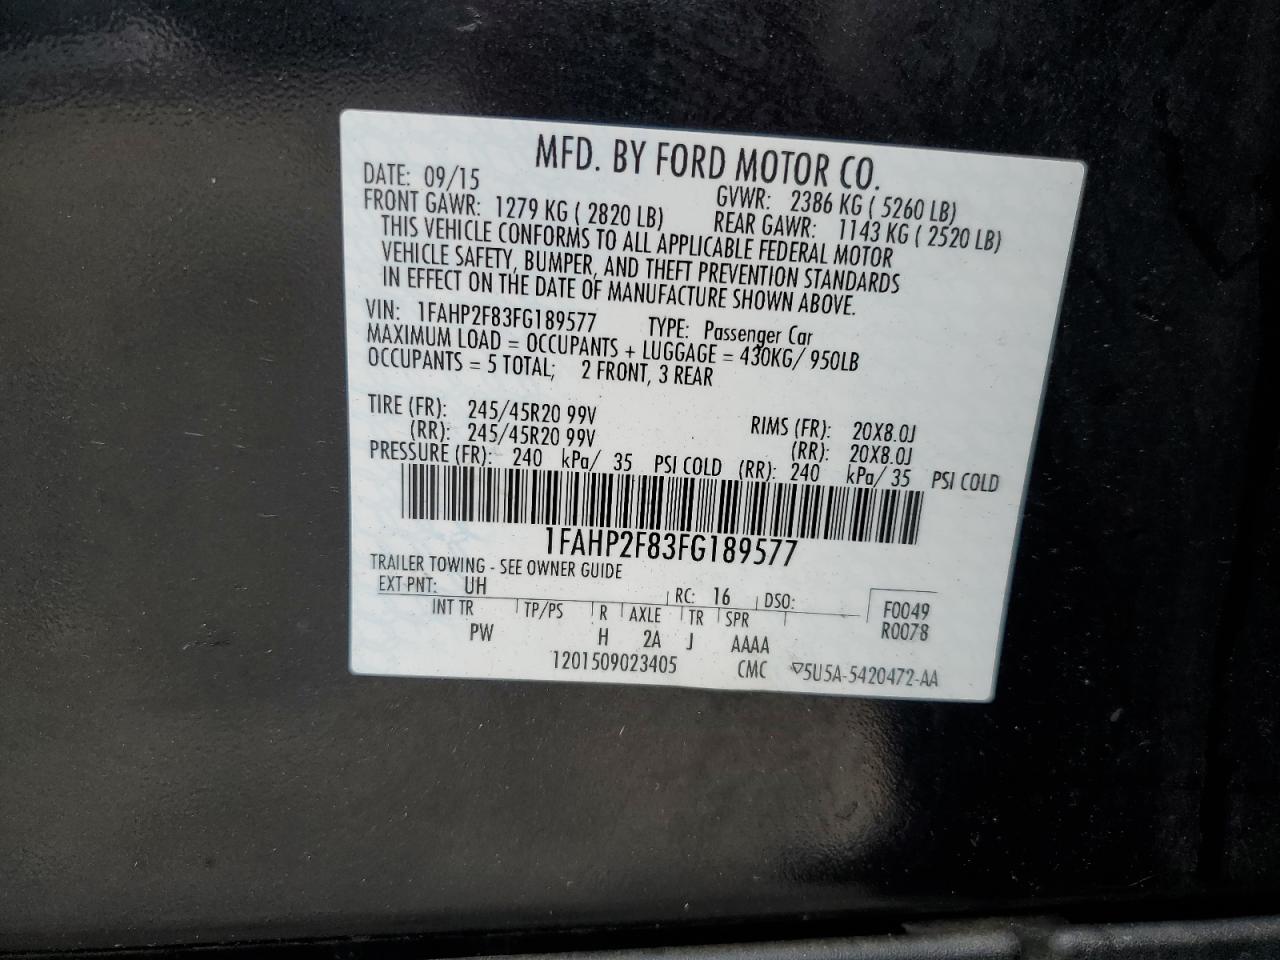 MFD. BY FORD MOTOR CO.
DATE: 09/15 GVWR: 2386 KG ( 5260 LB)
FRONT GAWR: 1279 KG ( 2820 LB) REAR GAWR: 1143 KG ( 2520 LB)
THIS VEHICLE CONFORMS TO ALL APPLICABLE FEDERAL MOTOR
VEHICLE SAFETY, BUMPER, AND THEFT PREVENTION STANDARDS
IN EFFECT ON THE DATE OF MANUFACTURE SHOWN ABOVE.
VIN: 1FAHP2F83FG189577 TYPE: Passenger Car
MAXIMUM LOAD = OCCUPANTS + LUGGAGE = 430KG/ 950LB
OCCUPANTS = 5 TOTAL; 2 FRONT, 3 REAR
TIRE (FR): 245/45R20 99V RIMS (FR): 20X8.0J
(RR): 245/45R20 99V (RR): 20X8.0J
PRESSURE (FR): 240 kPa/ 35 PSI COLD (RR): 240 kPa/ 35 PSI COLD
1FAHP2F83FG189577
TRAILER TOWING - SEE OWNER GUIDE
EXT PNT: UH RC: 16 DSO: F0049
INT TR TP/PS R AXLE TR SPR R0078
PW H 2A J AAAA
1201509023405 CMC 5U5A-5420472-AA